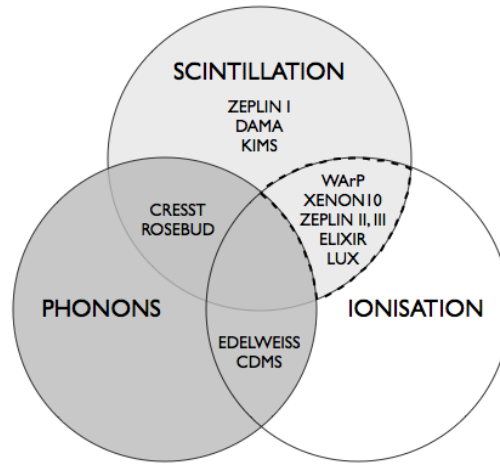 SCINTILLATION
ZEPLIN I
DAMA
KIMS
WArP
XENON10
ZEPLIN II, III
ELIXIR
LUX
CRESST
ROSEBUD
PHONONS
IONISATION
EDELWEISS
CDMS